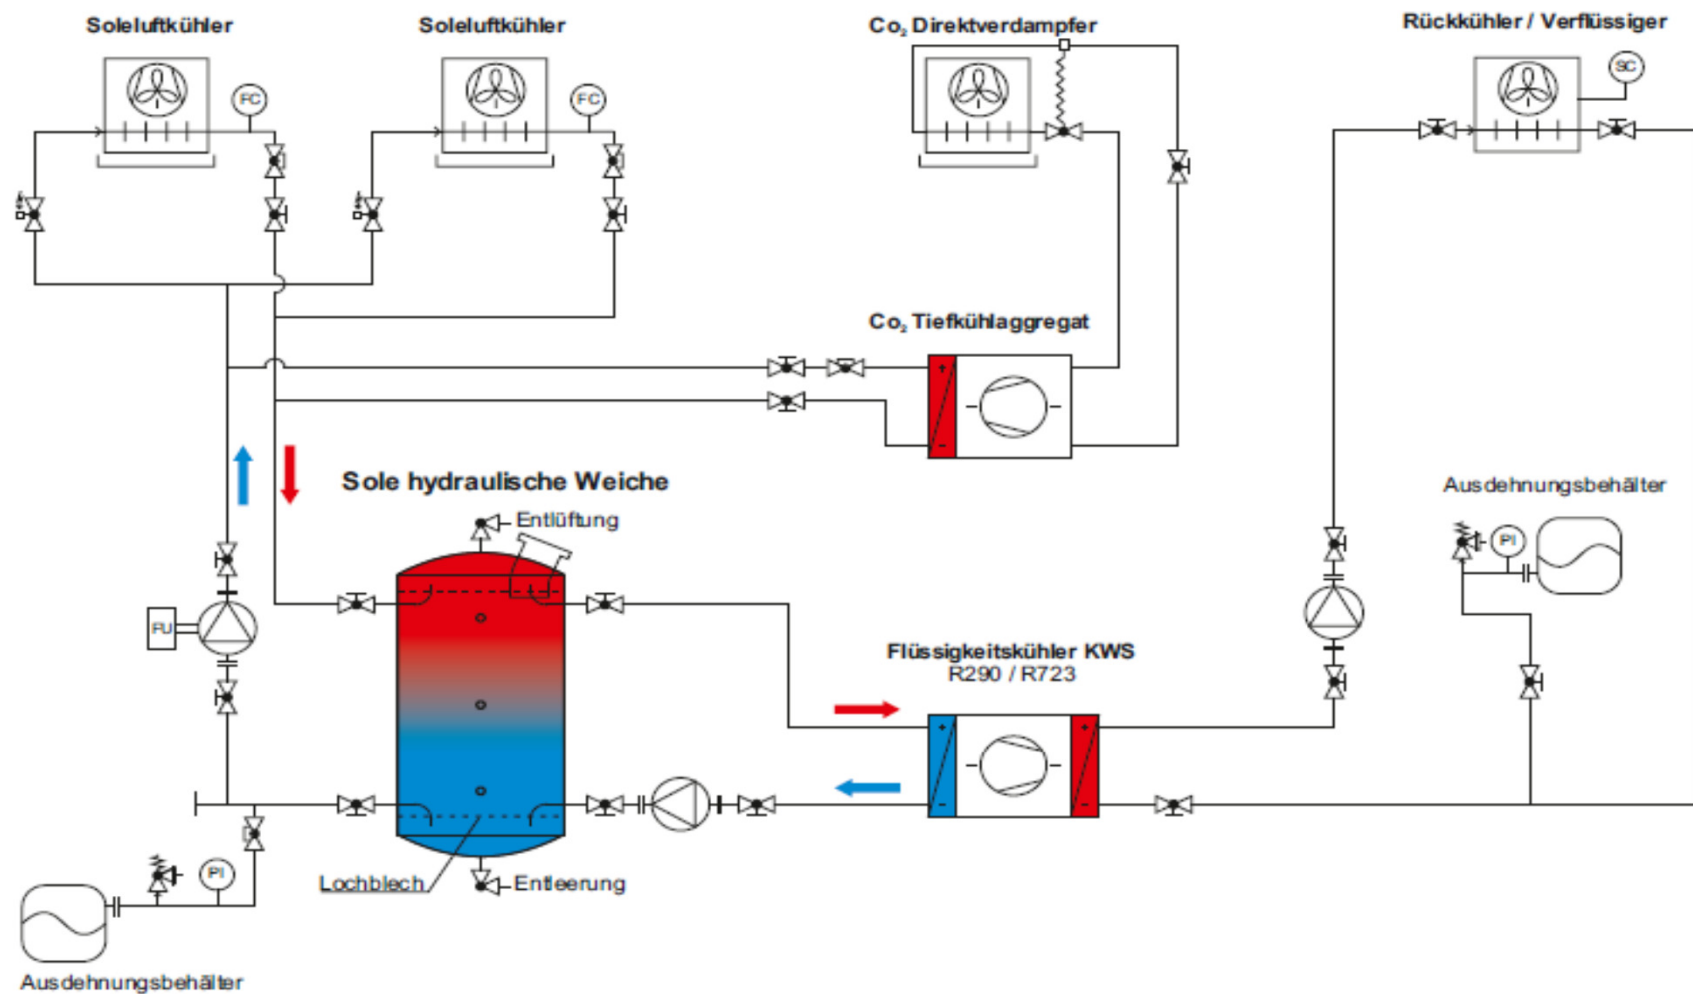 Soleluftkühler
Soleluftkühler
Co₂ Direktverdampfer
Rückkühler / Verflüssiger
FC
FC
SC
Co₂ Tiefkühlaggregat
+
-
Sole hydraulische Weiche
Entlüftung
Ausdehnungsbehälter
PI
FU
Flüssigkeitskühler KWS
R290 / R723
+
+
-
-
PI
Lochblech
Entleerung
Ausdehnungsbehälter